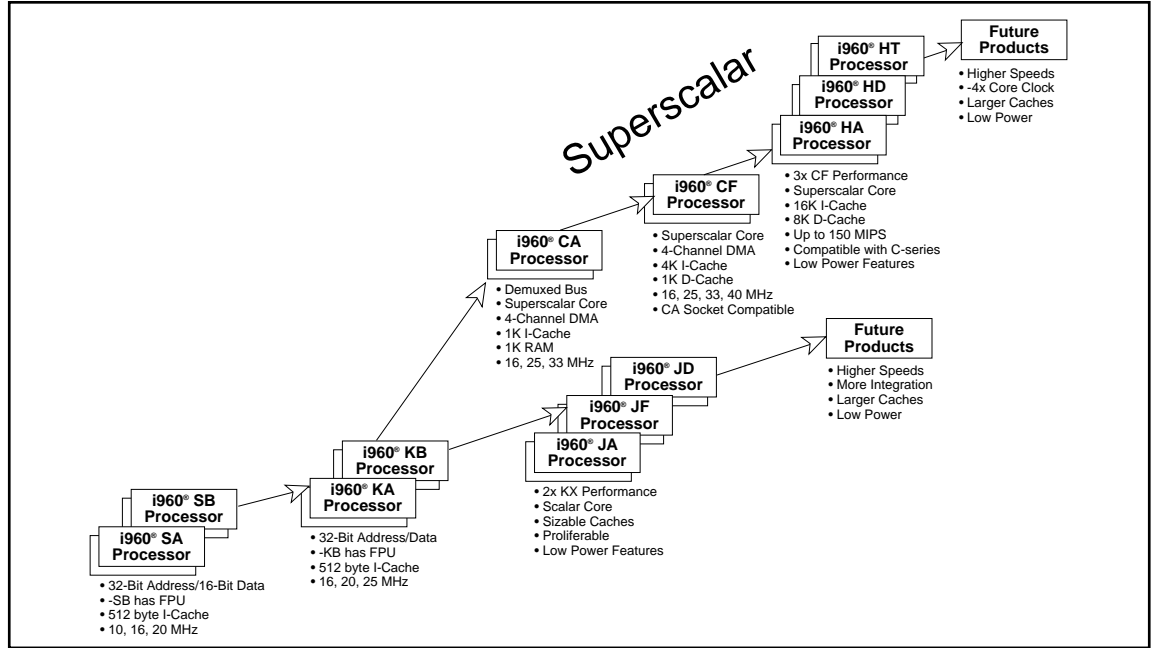 Superscalar
Future
Products
• Higher Speeds
• -4x Core Clock
• Larger Caches
• Low Power
i960® HT
Processor
i960® HD
Processor
i960® HA
Processor
• 3x CF Performance
• Superscalar Core
• 16K I-Cache
• 8K D-Cache
• Up to 150 MIPS
• Compatible with C-series
• Low Power Features
i960® CF
Processor
• Superscalar Core
• 4-Channel DMA
• 4K I-Cache
• 1K D-Cache
• 16, 25, 33, 40 MHz
• CA Socket Compatible
i960® CA
Processor
• Demuxed Bus
• Superscalar Core
• 4-Channel DMA
• 1K I-Cache
• 1K RAM
• 16, 25, 33 MHz
Future
Products
• Higher Speeds
• More Integration
• Larger Caches
• Low Power
i960® JD
Processor
i960® JF
Processor
i960® JA
Processor
• 2x KX Performance
• Scalar Core
• Sizable Caches
• Proliferable
• Low Power Features
i960® KB
Processor
i960® KA
Processor
• 32-Bit Address/Data
• -KB has FPU
• 512 byte I-Cache
• 16, 20, 25 MHz
i960® SB
Processor
i960® SA
Processor
• 32-Bit Address/16-Bit Data
• -SB has FPU
• 512 byte I-Cache
• 10, 16, 20 MHz